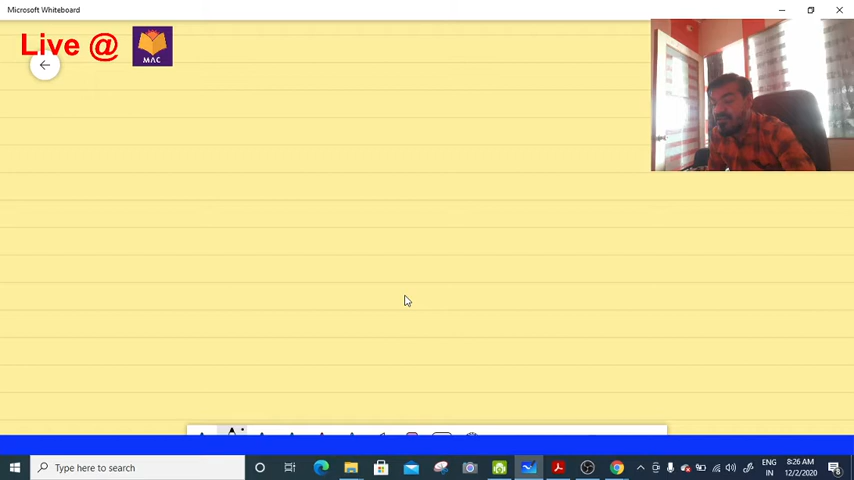 Microsoft Whiteboard
Live @
MAC
Type here to search
ENG
IN
8:26 AM
12/2/2020